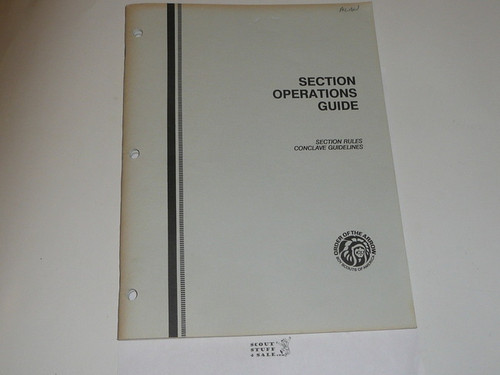 SECTION
OPERATIONS
GUIDE
SECTION RULES
CONCLAVE GUIDELINES
ORDER OF THE ARROW
BOY SCOUTS OF AMERICA
SCOUT
STUFF
4 SALE